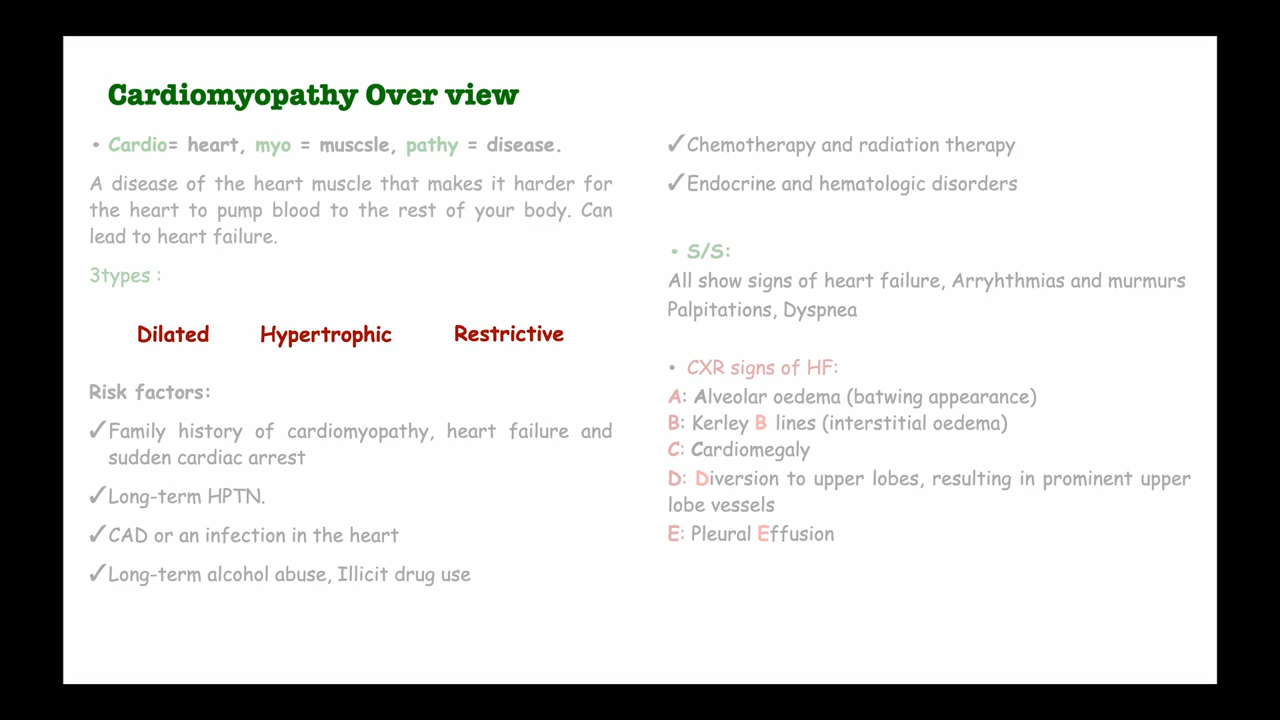 Cardiomyopathy Over view
• Cardio= heart, myo = muscsle, pathy = disease.
A disease of the heart muscle that makes it harder for
the heart to pump blood to the rest of your body. Can
lead to heart failure.
3types :
Dilated Hypertrophic Restrictive
Risk factors:
✓Family history of cardiomyopathy, heart failure and
sudden cardiac arrest
✓Long-term HPTN.
✓CAD or an infection in the heart
✓Long-term alcohol abuse, Illicit drug use
✓Chemotherapy and radiation therapy
✓Endocrine and hematologic disorders
• S/S:
All show signs of heart failure, Arryhthmias and murmurs
Palpitations, Dyspnea
• CXR signs of HF:
A: Alveolar oedema (batwing appearance)
B: Kerley B lines (interstitial oedema)
C: Cardiomegaly
D: Diversion to upper lobes, resulting in prominent upper
lobe vessels
E: Pleural Effusion